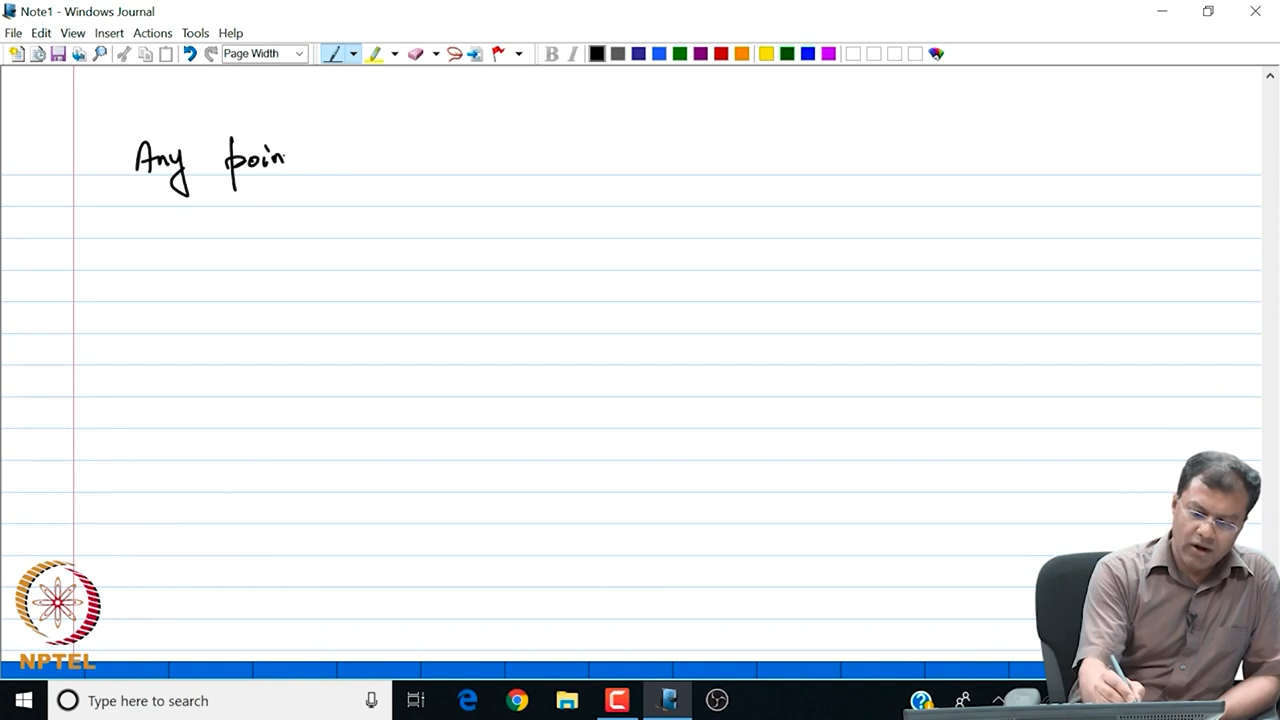 Note1 - Windows Journal
File Edit View Insert Actions Tools Help
Page Width
B I
Any poin
NPTEL
Type here to search